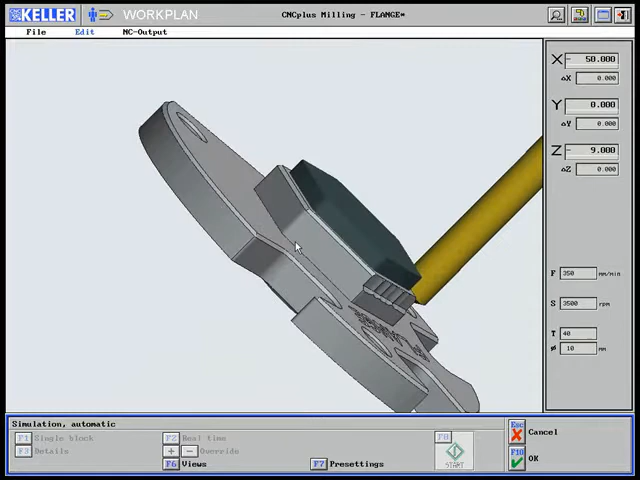 KELLER WORKPLAN CNCplus Milling - FLANGE*
File Edit NC-Output
X - 50.000
ΔX 0.000
Y 0.000
ΔY 0.000
Z - 9.000
ΔZ 0.000
F 350 mm/min
S 3500 rpm
T 40
ø 10 mm
Simulation, automatic
F1 Single block F2 Real time F8 Esc Cancel
F3 Details + - Override
F6 Views F7 Presettings START F10 OK